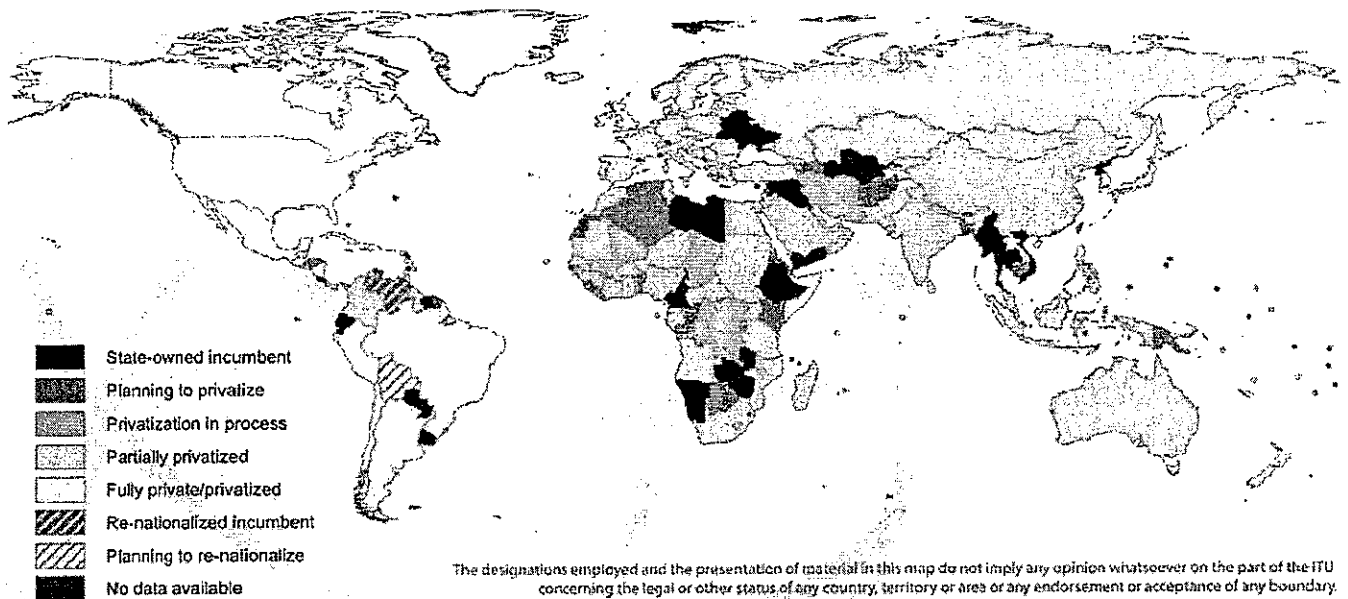 State-owned incumbent
Planning to privatize
Privatization in process
Partially privatized
Fully private/privatized
Re-nationalized incumbent
Planning to re-nationalize
No data available
The designations employed and the presentation of material in this map do not imply any opinion whatsoever on the part of the ITU
concerning the legal or other status of any country, territory or area or any endorsement or acceptance of any boundary.